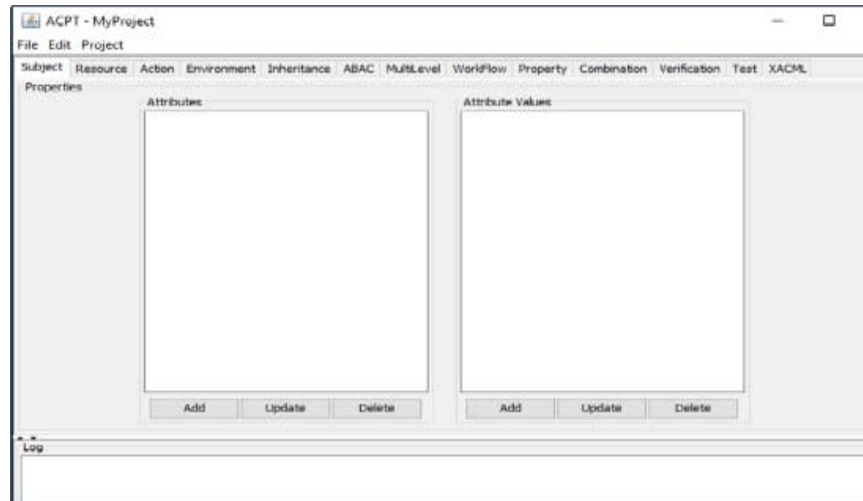 ACPT - MyProject
File Edit Project
Subject Resource Action Environment Inheritance ABAC MultiLevel WorkFlow Property Combination Verification Test XACML
Properties
Attributes Attribute Values
Add Update Delete Add Update Delete
Log